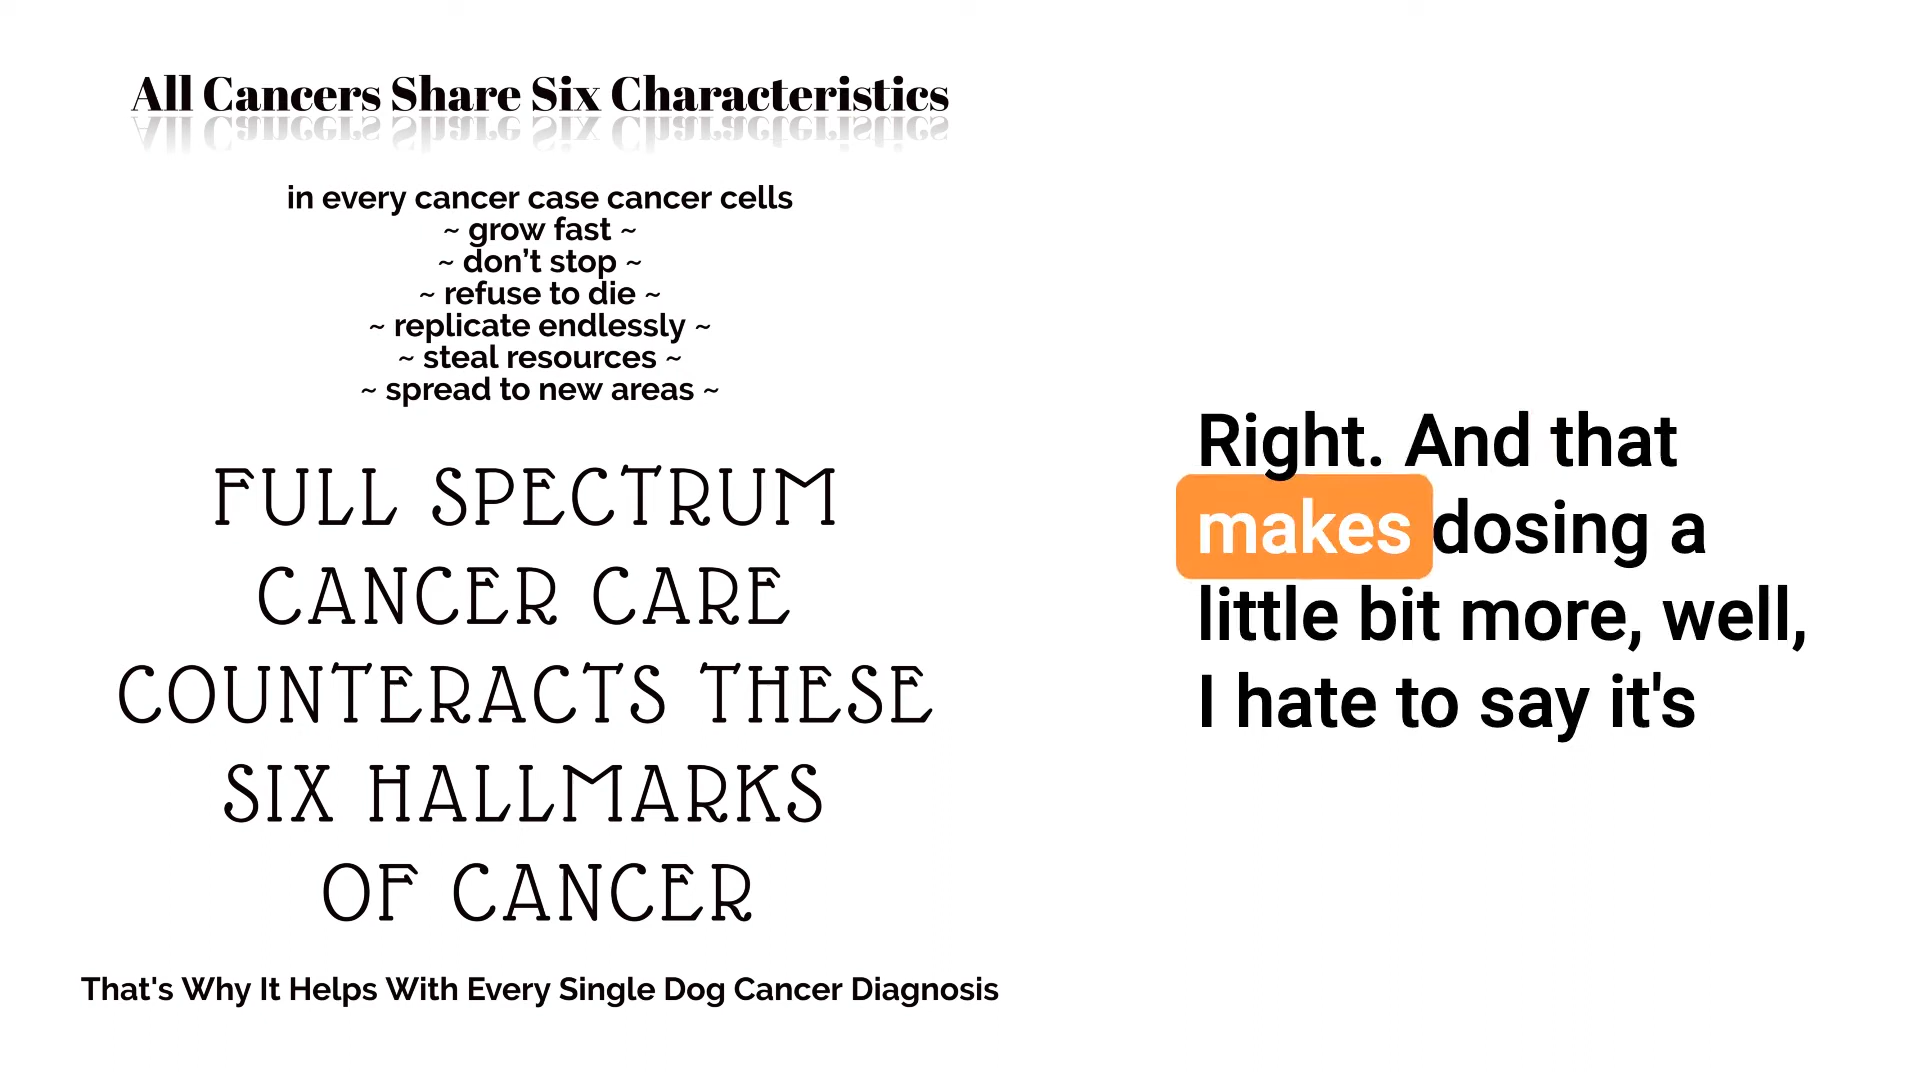 All Cancers Share Six Characteristics
in every cancer case cancer cells
~ grow fast ~
~ don’t stop ~
~ refuse to die ~
~ replicate endlessly ~
~ steal resources ~
~ spread to new areas ~
FULL SPECTRUM
CANCER CARE
COUNTERACTS THESE
SIX HALLMARKS
OF CANCER
That's Why It Helps With Every Single Dog Cancer Diagnosis
Right. And that
makes dosing a
little bit more, well,
I hate to say it's